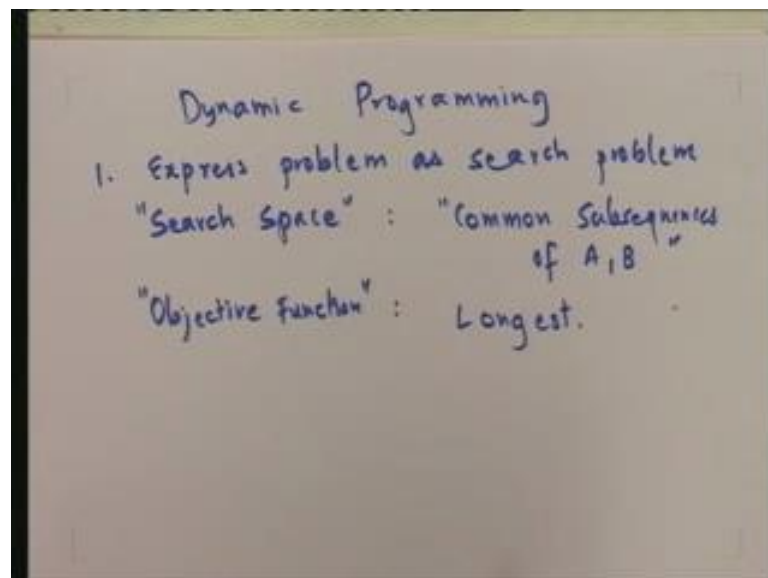 Dynamic Programming
1. Express problem as search problem
"Search Space" : "Common Subsequences
of A, B"
"Objective Function" : Longest.